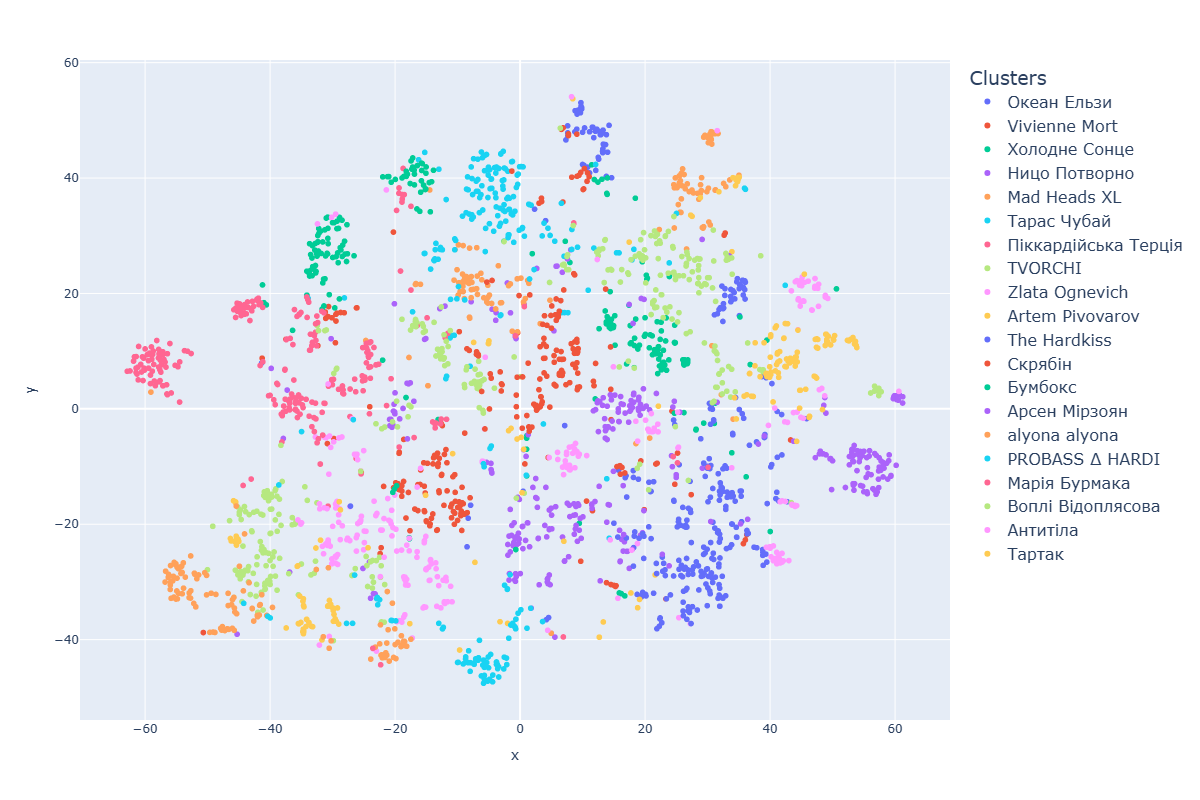 Clusters
Океан Ельзи
Vivienne Mort
Холодне Сонце
Ницо Потворно
Mad Heads XL
Тарас Чубай
Піккардійська Терція
TVORCHI
Zlata Ognevich
Artem Pivovarov
The Hardkiss
Скрябін
Бумбокс
Арсен Мірзоян
alyona alyona
PROBASS Δ HARDI
Марія Бурмака
Воплі Відоплясова
Антитіла
Тартак
60
40
20
0
−20
−40
y
−60
−40
−20
0
20
40
60
x